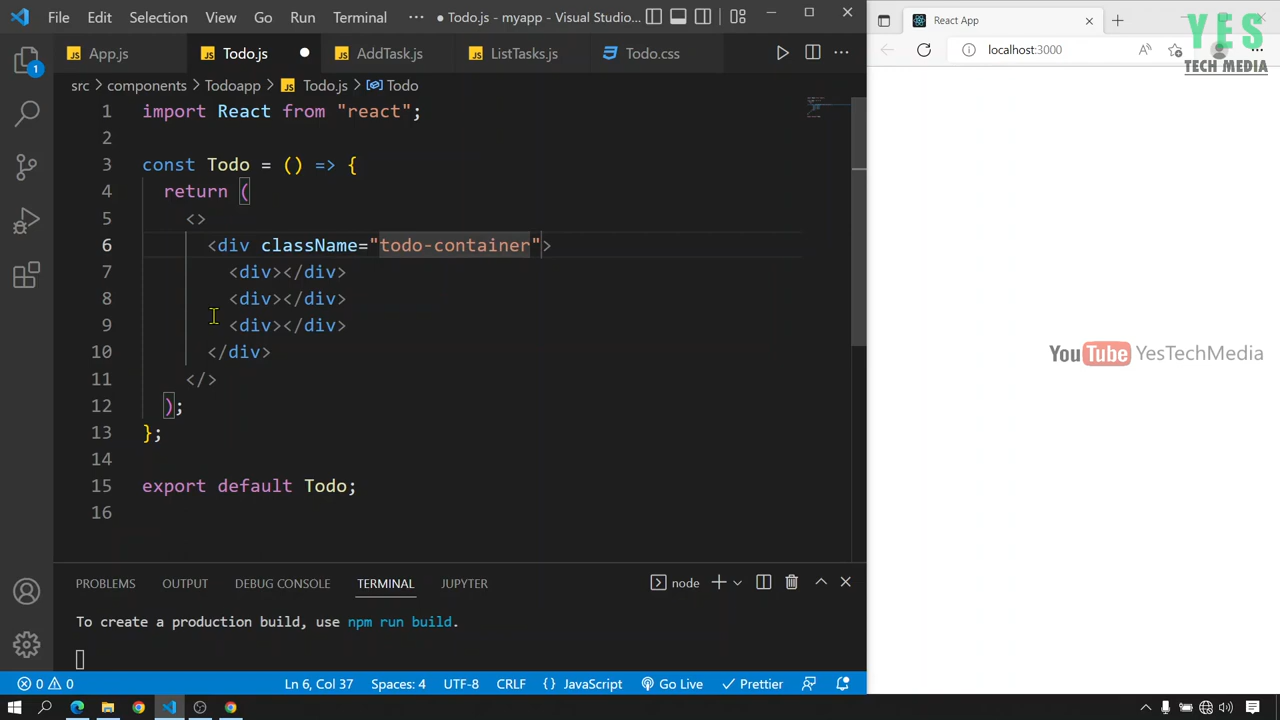 File Edit Selection View Go Run Terminal ··· ● Todo.js - myapp - Visual Studio...
React App
localhost:3000
YES
TECH MEDIA
App.js Todo.js AddTask.js ListTasks.js Todo.css
src > components > Todoapp > Todo.js > Todo
1 import React from "react";
2
3 const Todo = () => {
4 return (
5 <>
6 <div className="todo-container">
7 <div></div>
8 <div></div>
9 <div></div>
10 </div>
11 </>
12 );
13 };
14
15 export default Todo;
16
YouTube YesTechMedia
PROBLEMS OUTPUT DEBUG CONSOLE TERMINAL JUPYTER node
To create a production build, use npm run build.
0 0 Ln 6, Col 37 Spaces: 4 UTF-8 CRLF {} JavaScript Go Live Prettier